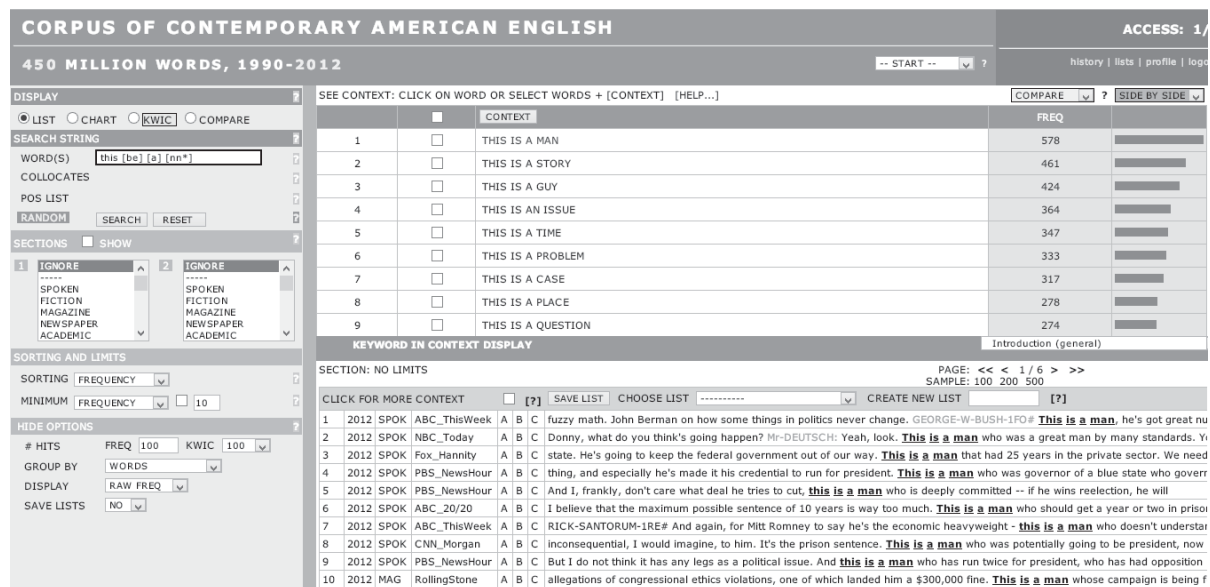 CORPUS OF CONTEMPORARY AMERICAN ENGLISH
ACCESS: 1/
450 MILLION WORDS, 1990-2012
-- START -- ?
history | lists | profile | logo
DISPLAY ?
LIST CHART KWIC COMPARE
SEARCH STRING ?
WORD(S) this [be] [a] [nn*] ?
COLLOCATES ?
POS LIST ?
RANDOM SEARCH RESET ?
SECTIONS SHOW ?
1 IGNORE 2 IGNORE
----- -----
SPOKEN SPOKEN
FICTION FICTION
MAGAZINE MAGAZINE
NEWSPAPER NEWSPAPER
ACADEMIC ACADEMIC
SORTING AND LIMITS
SORTING FREQUENCY ?
MINIMUM FREQUENCY 10 ?
HIDE OPTIONS ?
# HITS FREQ 100 KWIC 100
GROUP BY WORDS
DISPLAY RAW FREQ
SAVE LISTS NO
SEE CONTEXT: CLICK ON WORD OR SELECT WORDS + [CONTEXT] [HELP...] COMPARE ? SIDE BY SIDE
CONTEXT FREQ
1 THIS IS A MAN 578
2 THIS IS A STORY 461
3 THIS IS A GUY 424
4 THIS IS AN ISSUE 364
5 THIS IS A TIME 347
6 THIS IS A PROBLEM 333
7 THIS IS A CASE 317
8 THIS IS A PLACE 278
9 THIS IS A QUESTION 274
KEYWORD IN CONTEXT DISPLAY Introduction (general)
SECTION: NO LIMITS PAGE: << < 1 / 6 > >>
SAMPLE: 100 200 500
CLICK FOR MORE CONTEXT [?] SAVE LIST CHOOSE LIST ---------- CREATE NEW LIST [?]
1 2012 SPOK ABC_ThisWeek A B C fuzzy math. John Berman on how some things in politics never change. GEORGE-W-BUSH-1FO# This is a man, he's got great nu
2 2012 SPOK NBC_Today A B C Donny, what do you think's going happen? Mr-DEUTSCH: Yeah, look. This is a man who was a great man by many standards. Y
3 2012 SPOK Fox_Hannity A B C state. He's going to keep the federal government out of our way. This is a man that had 25 years in the private sector. We need
4 2012 SPOK PBS_NewsHour A B C thing, and especially he's made it his credential to run for president. This is a man who was governor of a blue state who gover
5 2012 SPOK PBS_NewsHour A B C And I, frankly, don't care what deal he tries to cut, this is a man who is deeply committed -- if he wins reelection, he will
6 2012 SPOK ABC_20/20 A B C I believe that the maximum possible sentence of 10 years is way too much. This is a man who should get a year or two in priso
7 2012 SPOK ABC_ThisWeek A B C RICK-SANTORUM-1RE# And again, for Mitt Romney to say he's the economic heavyweight - this is a man who doesn't understan
8 2012 SPOK CNN_Morgan A B C inconsequential, I would imagine, to him. It's the prison sentence. This is a man who was potentially going to be president, now
9 2012 SPOK PBS_NewsHour A B C But I do not think it has any legs as a political issue. And this is a man who has run twice for president, who has had opposition
10 2012 MAG RollingStone A B C allegations of congressional ethics violations, one of which landed him a $300,000 fine. This is a man whose campaign is being f